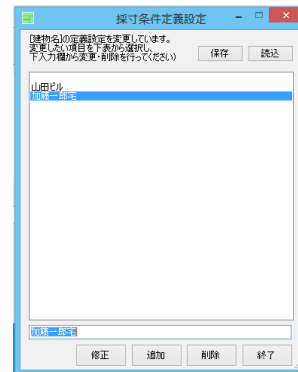 採寸条件定義設定
[建物名]の定義設定を変更しています。
変更したい項目を下表から選択し、
下入力欄から変更・削除を行ってください)
保存
読込
山田ビル
加藤一郎宅
加藤一郎宅
修正
追加
削除
終了